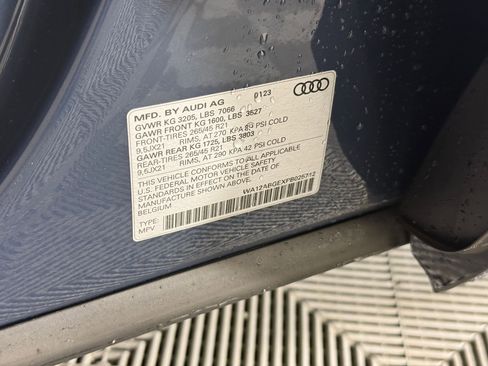 MFD. BY AUDI AG 0123
GVWR KG 3205, LBS 7066
GAWR FRONT KG 1600, LBS 3527
FRONT-TIRES 265/45 R21
9,5JX21 RIMS, AT 270 KPA 39 PSI COLD
GAWR REAR KG 1725, LBS 3803
REAR-TIRES 265/45 R21
9,5JX21 RIMS, AT 290 KPA 42 PSI COLD
THIS VEHICLE CONFORMS TO ALL APPLICABLE
U.S. FEDERAL MOTOR VEHICLE SAFETY
STANDARDS IN EFFECT ON THE DATE OF
MANUFACTURE SHOWN ABOVE.
BELGIUM
WA12ABGEXPB025712
TYPE:
MPV